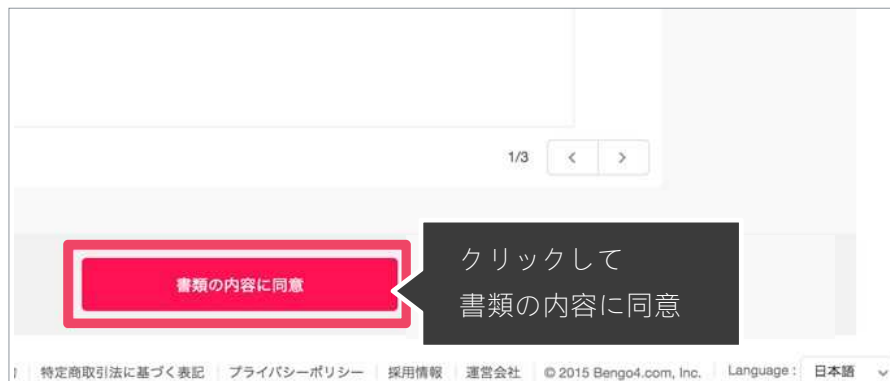 1/3
クリックして
書類の内容に同意
書類の内容に同意
特定商取引法に基づく表記 プライバシーポリシー 採用情報 運営会社 © 2015 Bengo4.com, Inc. Language : 日本語